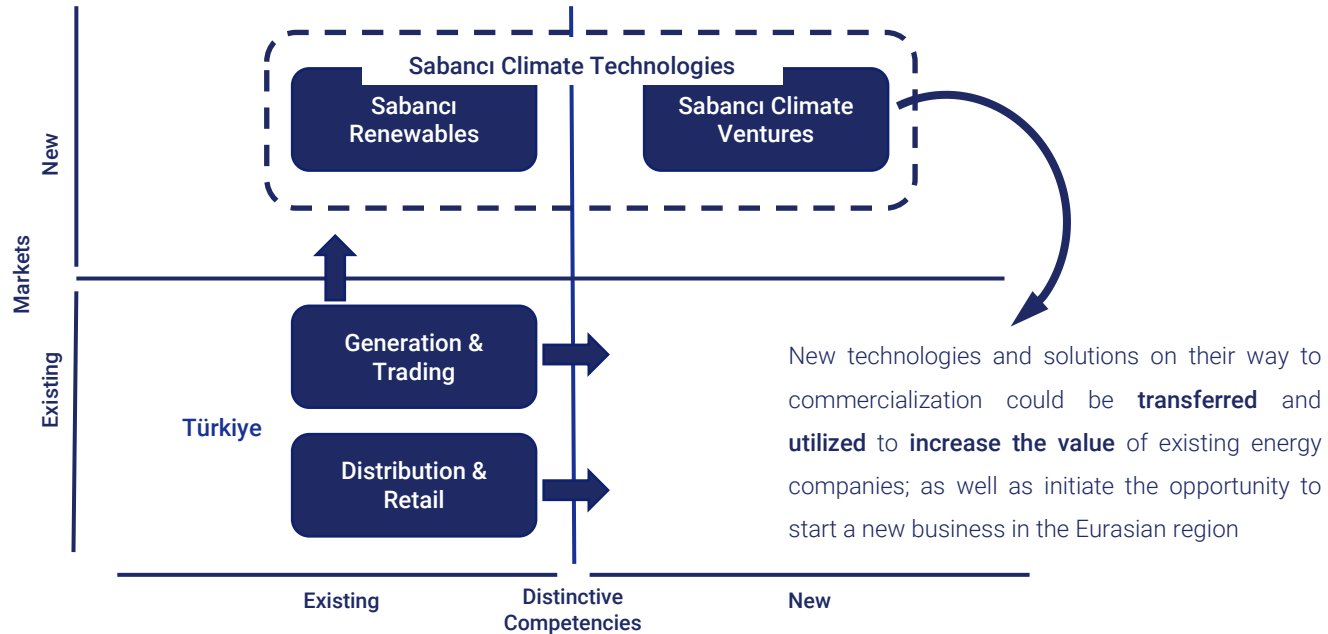 Sabancı Climate Technologies
Sabancı
Renewables
Sabancı Climate
Ventures
New
Markets
Existing
Generation &
Trading
Türkiye
Distribution &
Retail
New technologies and solutions on their way to
commercialization could be transferred and
utilized to increase the value of existing energy
companies; as well as initiate the opportunity to
start a new business in the Eurasian region
Existing
Distinctive
Competencies
New